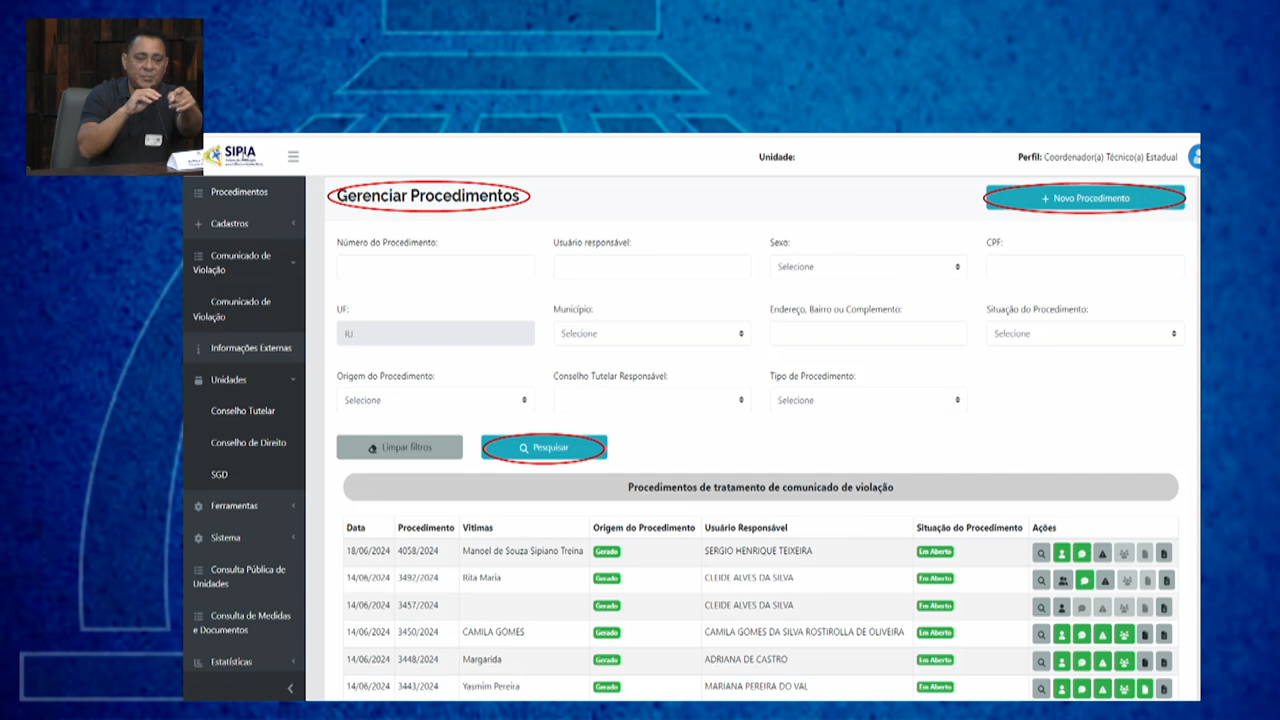 SIPIA
Unidade:
Perfil: Coordenador(a) Técnico(a) Estadual
Procedimentos
Cadastros
Comunicado de
Violação
Comunicado de
Violação
Informações Externas
Unidades
Conselho Tutelar
Conselho de Direito
SGD
Ferramentas
Sistema
Consulta Pública de
Unidades
Consulta de Medidas
e Documentos
Estatísticas
Gerenciar Procedimentos
+ Novo Procedimento
Número do Procedimento:
Usuário responsável:
Sexo:
CPF:
Selecione
UF:
Município:
Endereço, Bairro ou Complemento:
Situação do Procedimento:
RJ
Selecione
Selecione
Origem do Procedimento:
Conselho Tutelar Responsável:
Tipo de Procedimento:
Selecione
Selecione
Limpar filtros
Pesquisar
Procedimentos de tratamento de comunicado de violação
Data Procedimento Vítimas Origem do Procedimento Usuário Responsável Situação do Procedimento Ações
18/06/2024 4058/2024 Manoel de Souza Sipiano Treina Gerado SERGIO HENRIQUE TEIXEIRA Em Aberto
14/06/2024 3492/2024 Rita Maria Gerado CLEIDE ALVES DA SILVA Em Aberto
14/06/2024 3457/2024 Gerado CLEIDE ALVES DA SILVA Em Aberto
14/06/2024 3450/2024 CAMILA GOMES Gerado CAMILA GOMES DA SILVA ROSTIROLLA DE OLIVEIRA Em Aberto
14/06/2024 3448/2024 Margarida Gerado ADRIANA DE CASTRO Em Aberto
14/06/2024 3443/2024 Yasmim Pereira Gerado MARIANA PEREIRA DO VAL Em Aberto